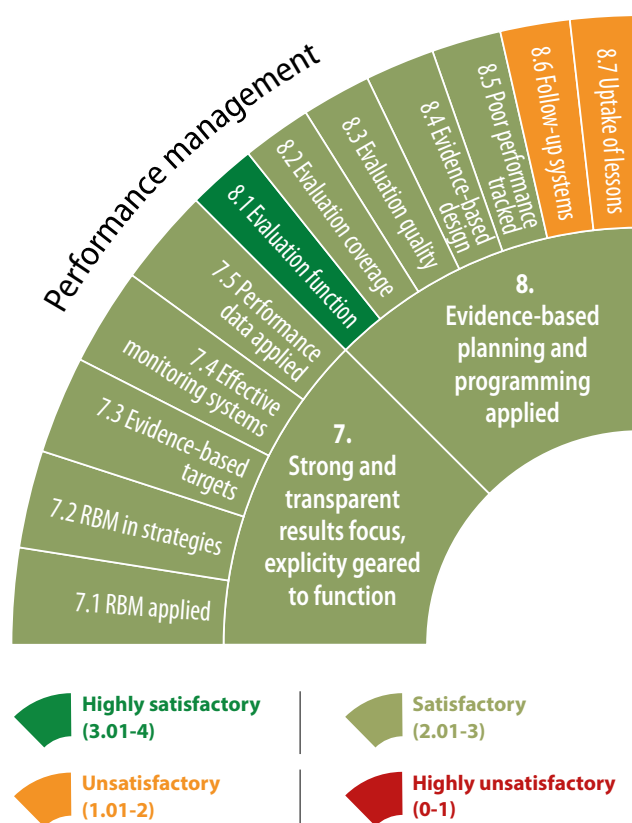 Performance management
8.1 Evaluation function
8.2 Evaluation coverage
8.3 Evaluation quality
8.4 Evidence-based
design
8.5 Poor performance
tracked
8.6 Follow-up systems
8.7 Uptake of lessons
7.5 Performance
data applied
7.4 Effective
monitoring systems
7.3 Evidence-based
targets
7.2 RBM in strategies
7.1 RBM applied
8.
Evidence-based
planning and
programming
applied
7.
Strong and
transparent
results focus,
explicity geared
to function
Highly satisfactory
(3.01-4)
Satisfactory
(2.01-3)
Unsatisfactory
(1.01-2)
Highly unsatisfactory
(0-1)